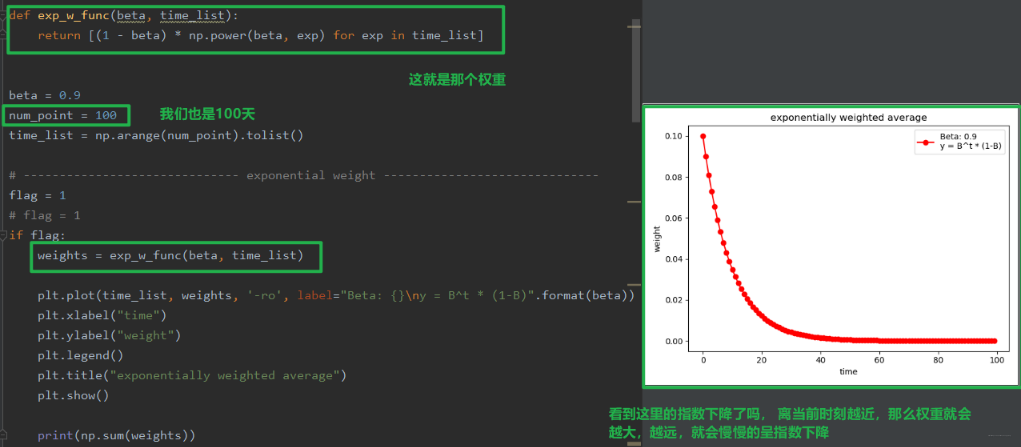 def exp_w_func(beta, time_list):
return [(1 - beta) * np.power(beta, exp) for exp in time_list]
这就是那个权重
beta = 0.9
num_point = 100
我们也是100天
time_list = np.arange(num_point).tolist()
# ---------------------------- exponential weight ----------------------------
flag = 1
# flag = 1
if flag:
weights = exp_w_func(beta, time_list)
plt.plot(time_list, weights, '-ro', label="Beta: {}\ny = B^t * (1-B)".format(beta))
plt.xlabel("time")
plt.ylabel("weight")
plt.legend()
plt.title("exponentially weighted average")
plt.show()
print(np.sum(weights))
exponentially weighted average
Beta: 0.9
y = B^t * (1-B)
0.10
0.08
0.06
0.04
0.02
0.00
weight
0 20 40 60 80 100
time
看到这里的指数下降了吗， 离当前时刻越近，那么权重就会
越大，越远，就会慢慢的呈指数下降